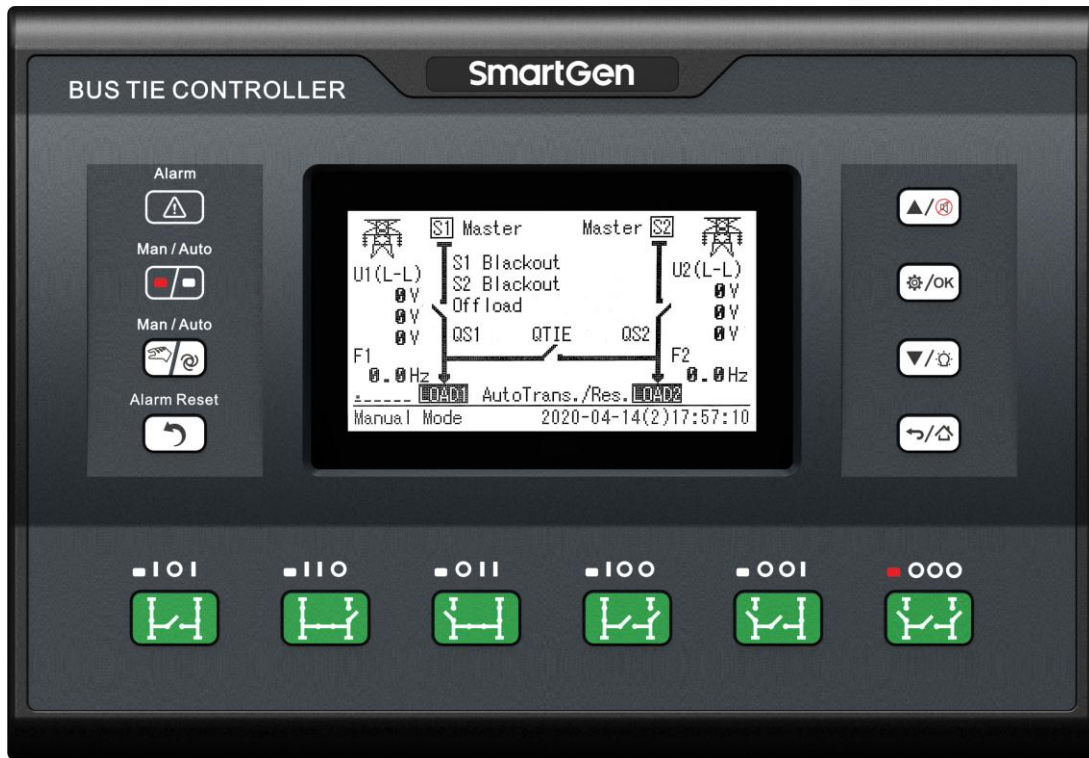 SmartGen
BUS TIE CONTROLLER
Alarm
Man / Auto
Man / Auto
Alarm Reset
S1 Master
Master S2
S1 Blackout
S2 Blackout
Offload
U1(L-L)
0V
0V
0V
U2(L-L)
0V
0V
0V
QS1
QTIE
QS2
F1
0.0Hz
F2
0.0Hz
LOAD1 AutoTrans./Res. LOAD2
Manual Mode 2020-04-14(2)17:57:10
/OK
101
110
011
100
001
000